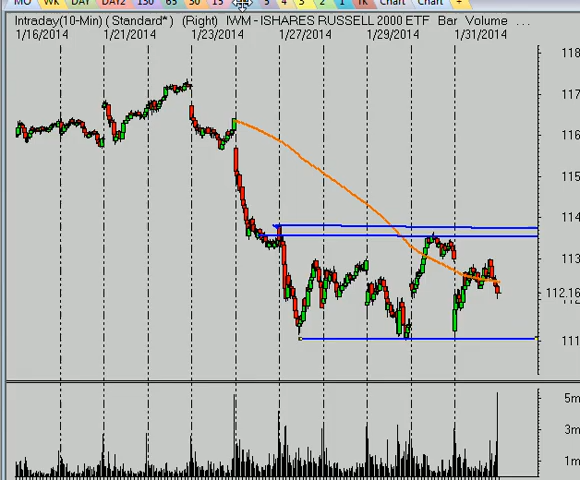 MO WK DAY DAY2 130 65 30 15 5 4 3 2 1 TK Chart Chart +
Intraday(10-Min) (Standard*) (Right) IWM - ISHARES RUSSELL 2000 ETF Bar Volume ...
1/16/2014 1/21/2014 1/23/2014 1/27/2014 1/29/2014 1/31/2014
118
117
116
115
114
113
112.16
111
5m
3m
1m